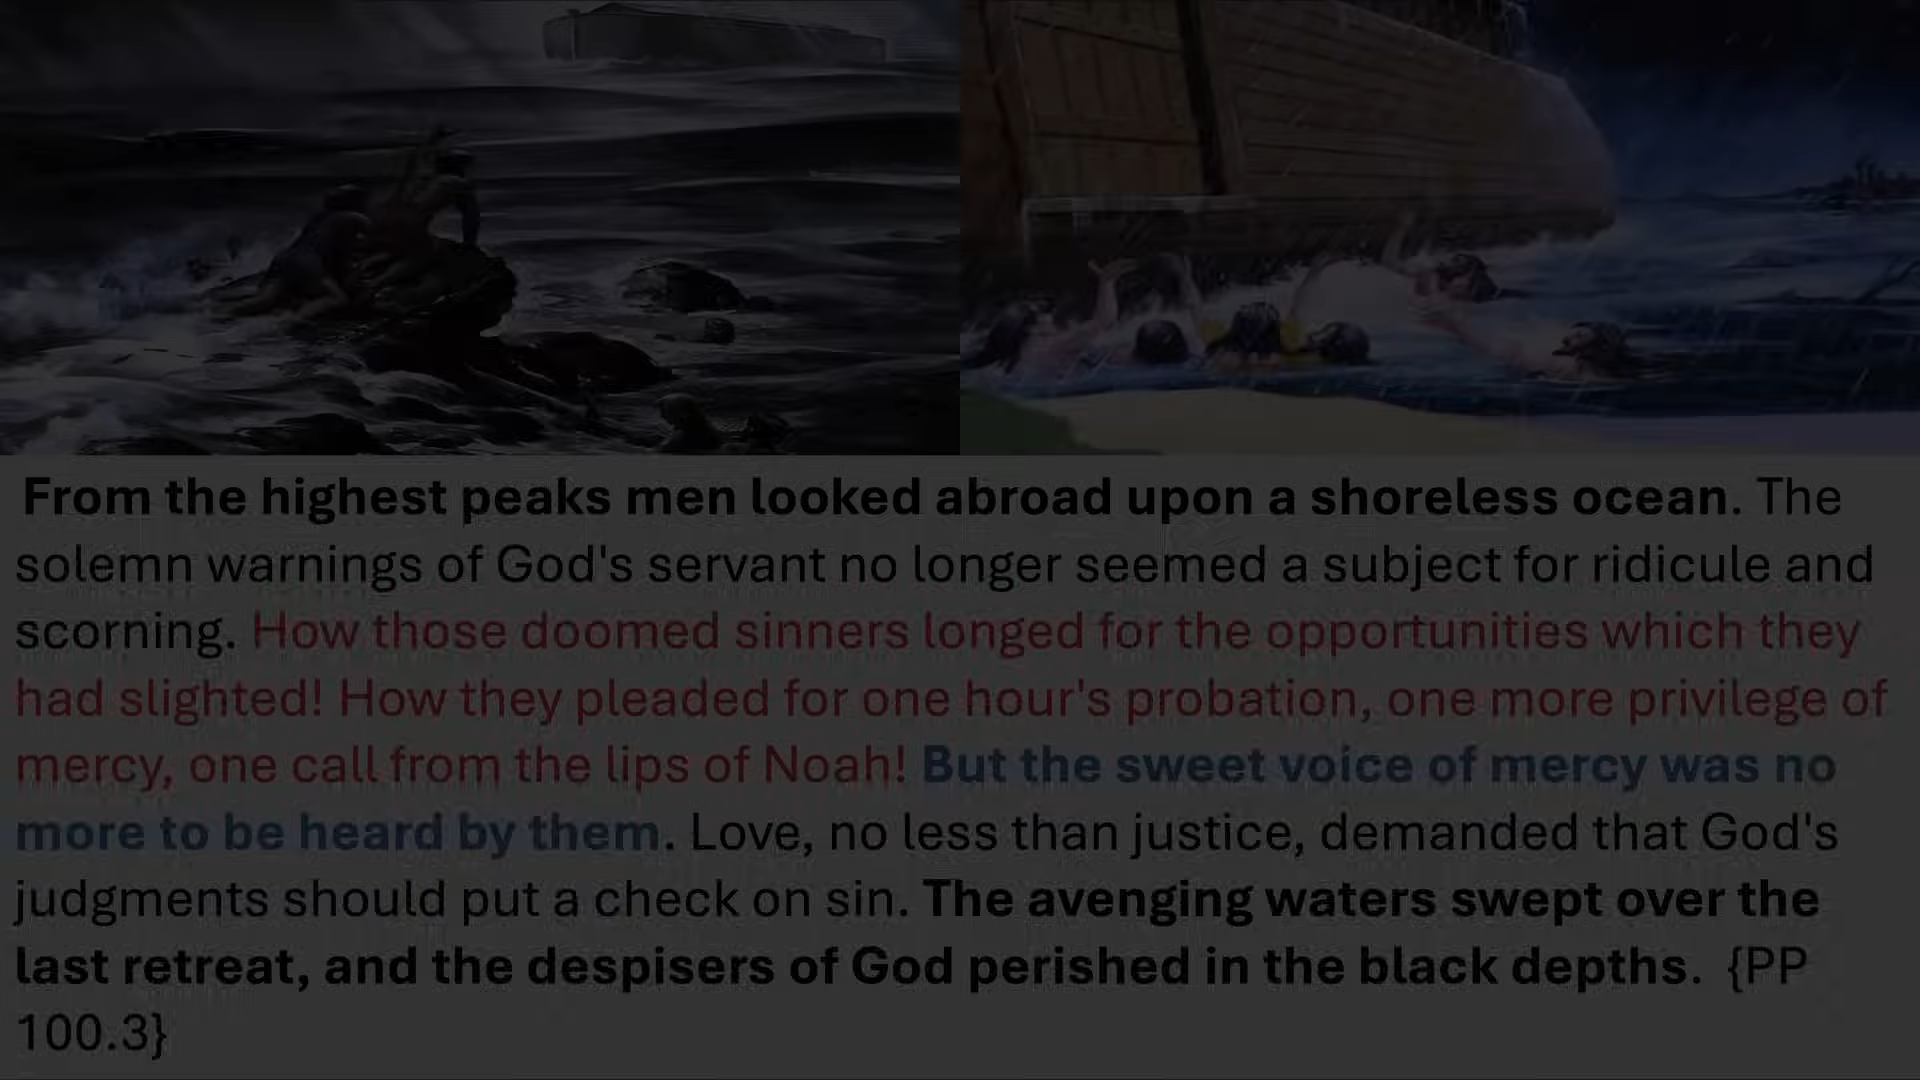 From the highest peaks men looked abroad upon a shoreless ocean. The
solemn warnings of God's servant no longer seemed a subject for ridicule and
scorning. How those doomed sinners longed for the opportunities which they
had slighted! How they pleaded for one hour's probation, one more privilege of
mercy, one call from the lips of Noah! But the sweet voice of mercy was no
more to be heard by them. Love, no less than justice, demanded that God's
judgments should put a check on sin. The avenging waters swept over the
last retreat, and the despisers of God perished in the black depths. {PP
100.3}